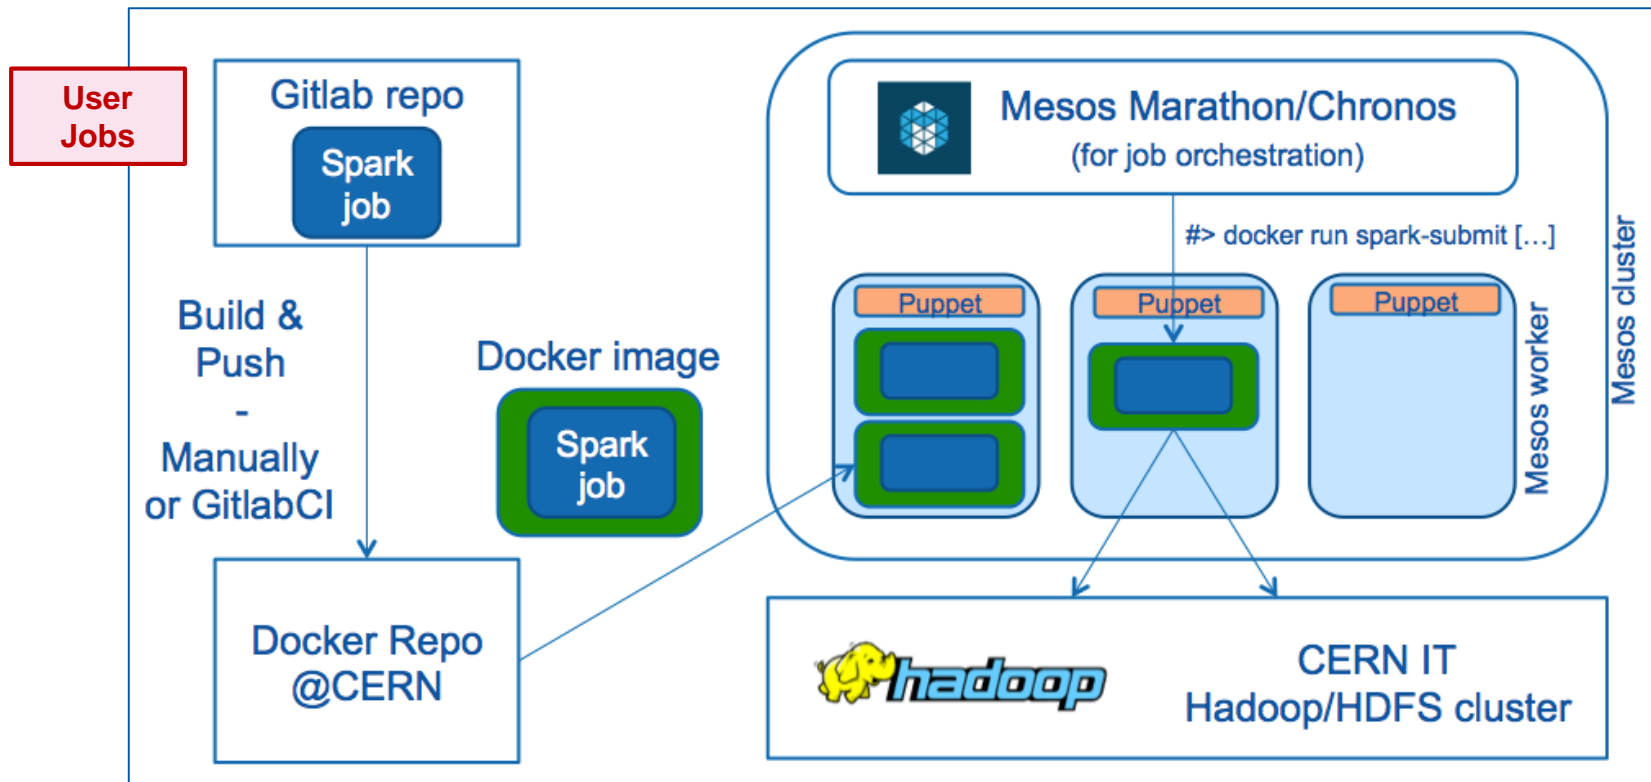 User
Jobs
Gitlab repo
Spark
job
Build &
Push
-
Manually
or GitlabCI
Docker image
Spark
job
Docker Repo
@CERN
Mesos Marathon/Chronos
(for job orchestration)
#> docker run spark-submit […]
Puppet
Puppet
Puppet
Mesos worker
Mesos cluster
hadoop
CERN IT
Hadoop/HDFS cluster